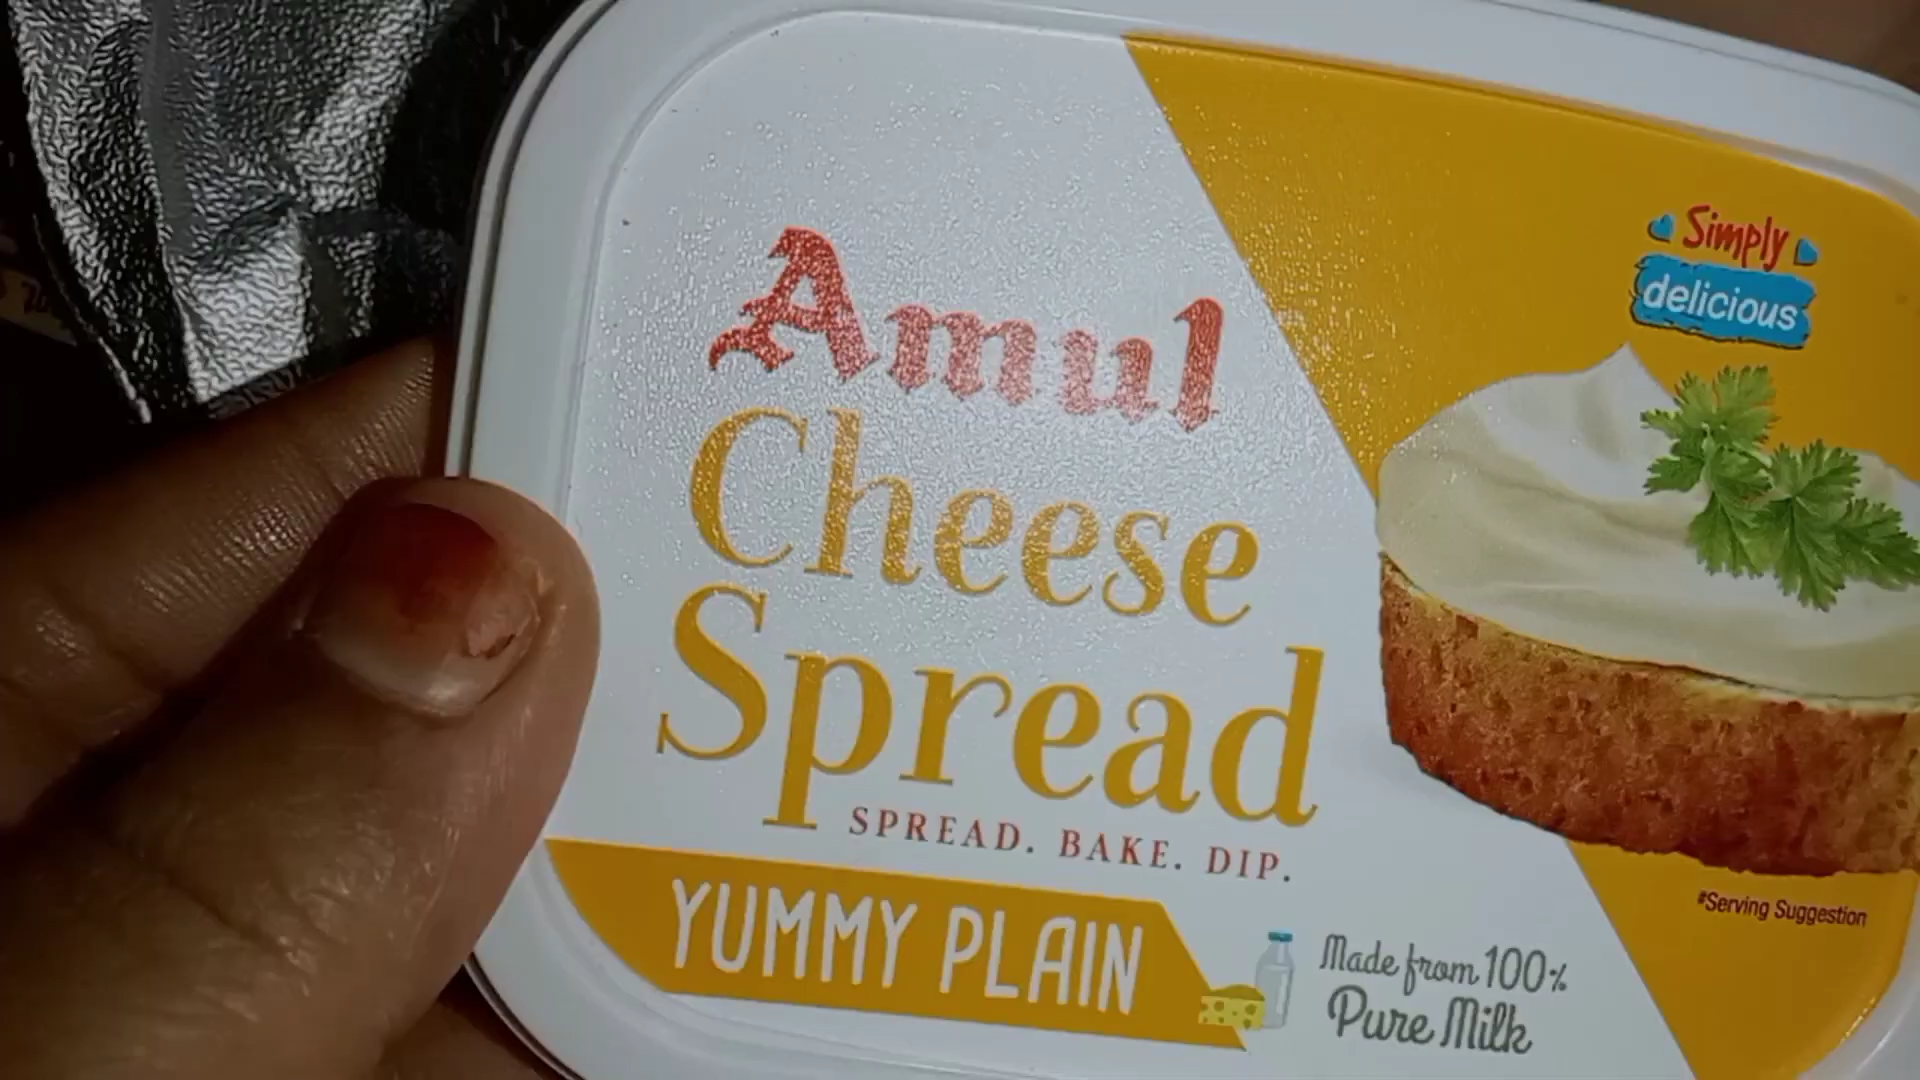 Amul
Cheese
Spread
SPREAD. BAKE. DIP.
YUMMY PLAIN
Made from 100%
Pure Milk
Simply
delicious
#Serving Suggestion